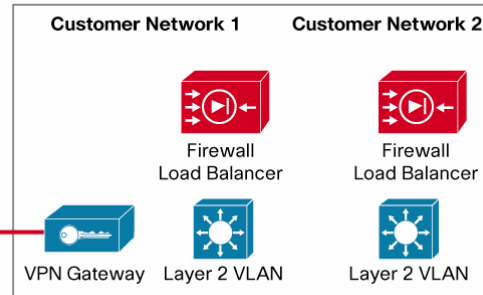 Customer Network 1
Customer Network 2
Firewall
Load Balancer
Firewall
Load Balancer
VPN Gateway
Layer 2 VLAN
Layer 2 VLAN